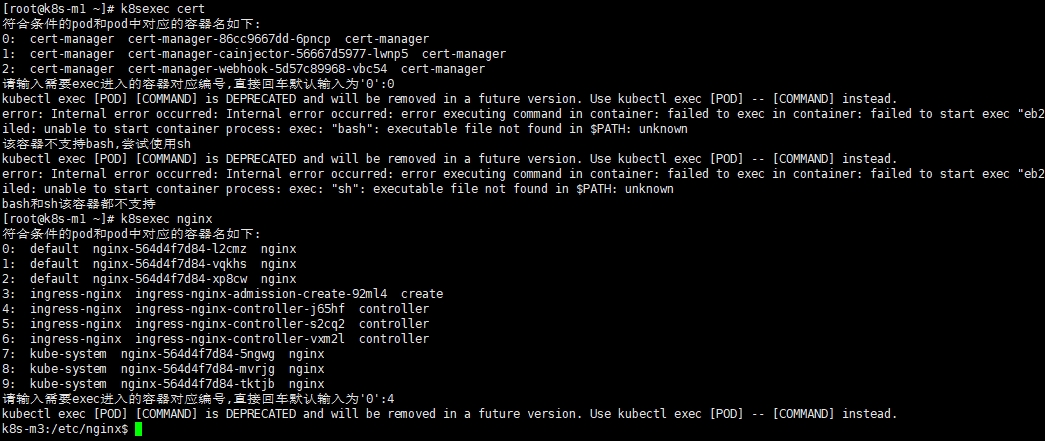 [root@k8s-m1 ~]# k8sexec cert
符合条件的pod和pod中对应的容器名如下:
0:  cert-manager  cert-manager-86cc9667dd-6pncp  cert-manager
1:  cert-manager  cert-manager-cainjector-56667d5977-lwnp5  cert-manager
2:  cert-manager  cert-manager-webhook-5d57c89968-vbc54  cert-manager
请输入需要exec进入的容器对应编号,直接回车默认输入为'0':0
kubectl exec [POD] [COMMAND] is DEPRECATED and will be removed in a future version. Use kubectl exec [POD] -- [COMMAND] instead.
error: Internal error occurred: Internal error occurred: error executing command in container: failed to exec in container: failed to start exec "eb2
iled: unable to start container process: exec: "bash": executable file not found in $PATH: unknown
该容器不支持bash,尝试使用sh
kubectl exec [POD] [COMMAND] is DEPRECATED and will be removed in a future version. Use kubectl exec [POD] -- [COMMAND] instead.
error: Internal error occurred: Internal error occurred: error executing command in container: failed to exec in container: failed to start exec "eb2
iled: unable to start container process: exec: "sh": executable file not found in $PATH: unknown
bash和sh该容器都不支持
[root@k8s-m1 ~]# k8sexec nginx
符合条件的pod和pod中对应的容器名如下:
0:  default  nginx-564d4f7d84-l2cmz  nginx
1:  default  nginx-564d4f7d84-vqkhs  nginx
2:  default  nginx-564d4f7d84-xp8cw  nginx
3:  ingress-nginx  ingress-nginx-admission-create-92ml4  create
4:  ingress-nginx  ingress-nginx-controller-j65hf  controller
5:  ingress-nginx  ingress-nginx-controller-s2cq2  controller
6:  ingress-nginx  ingress-nginx-controller-vxm2l  controller
7:  kube-system  nginx-564d4f7d84-5ngwg  nginx
8:  kube-system  nginx-564d4f7d84-mvrjg  nginx
9:  kube-system  nginx-564d4f7d84-tktjb  nginx
请输入需要exec进入的容器对应编号,直接回车默认输入为'0':4
kubectl exec [POD] [COMMAND] is DEPRECATED and will be removed in a future version. Use kubectl exec [POD] -- [COMMAND] instead.
k8s-m3:/etc/nginx$